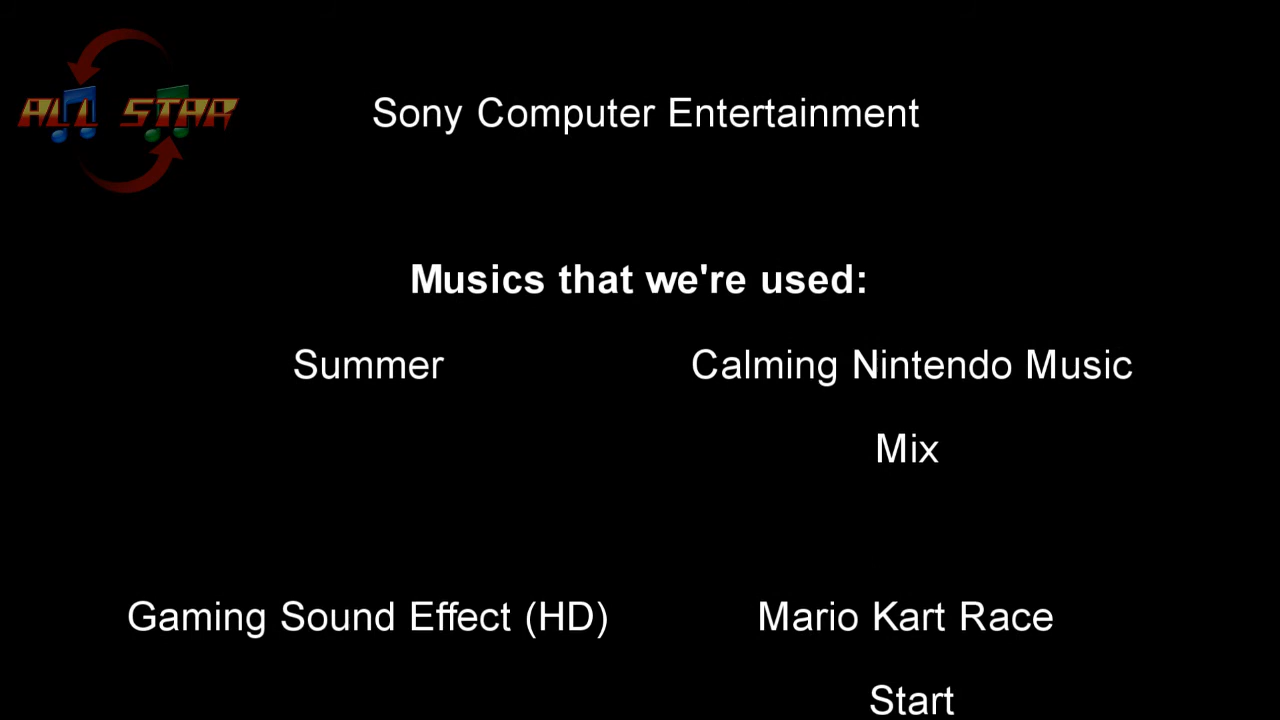 ALL STAR
Sony Computer Entertainment
Musics that we're used:
Summer
Calming Nintendo Music
Mix
Gaming Sound Effect (HD)
Mario Kart Race
Start